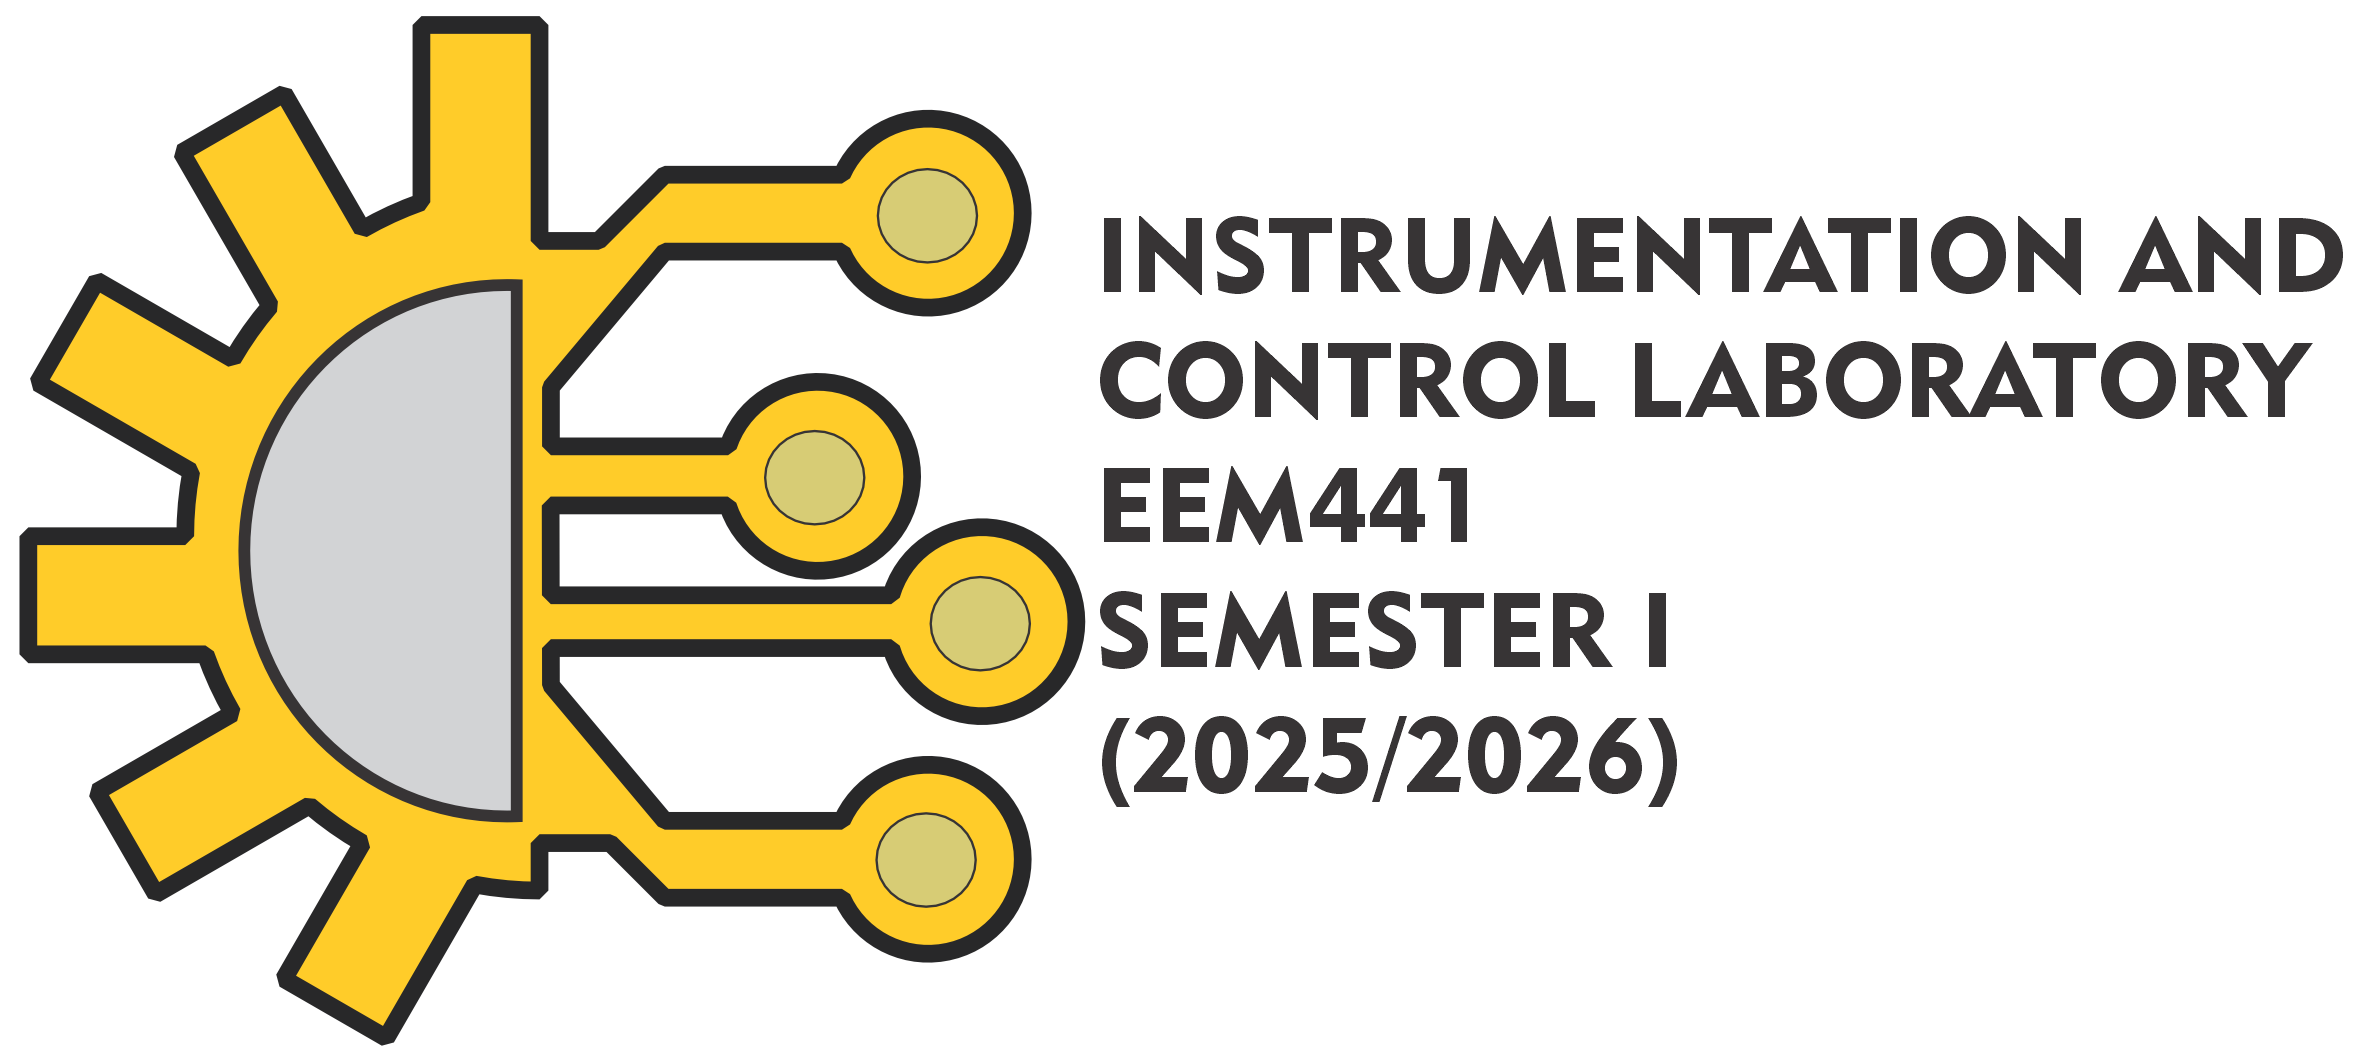 INSTRUMENTATION AND
CONTROL LABORATORY
EEM441
SEMESTER I
(2025/2026)